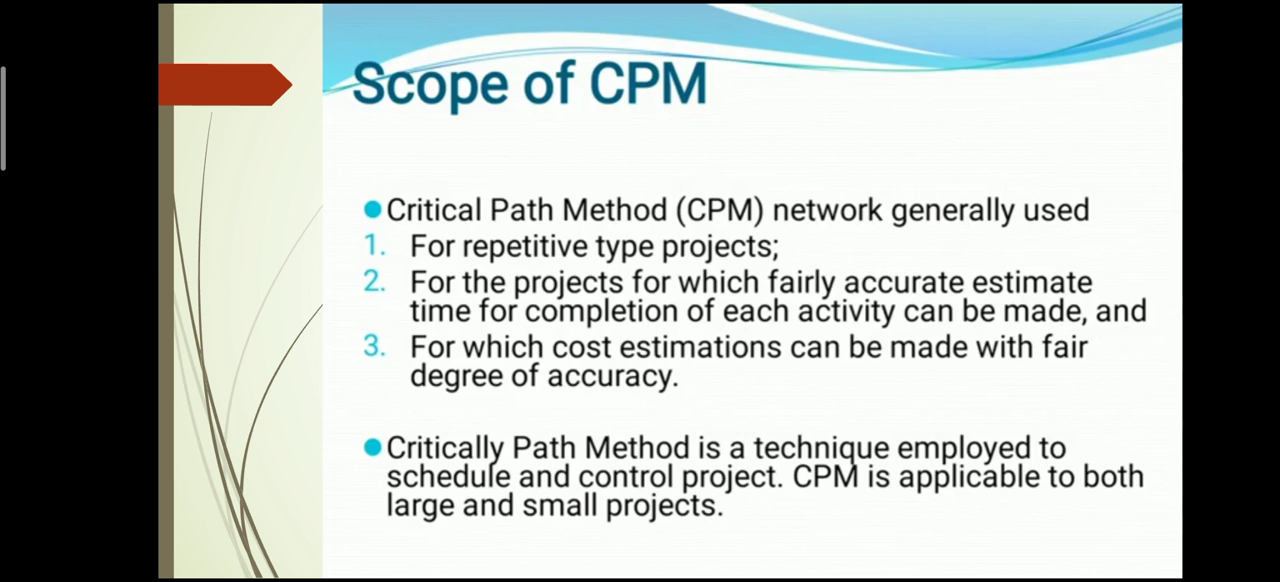 Scope of CPM
●Critical Path Method (CPM) network generally used
1. For repetitive type projects;
2. For the projects for which fairly accurate estimate
time for completion of each activity can be made, and
3. For which cost estimations can be made with fair
degree of accuracy.
●Critically Path Method is a technique employed to
schedule and control project. CPM is applicable to both
large and small projects.